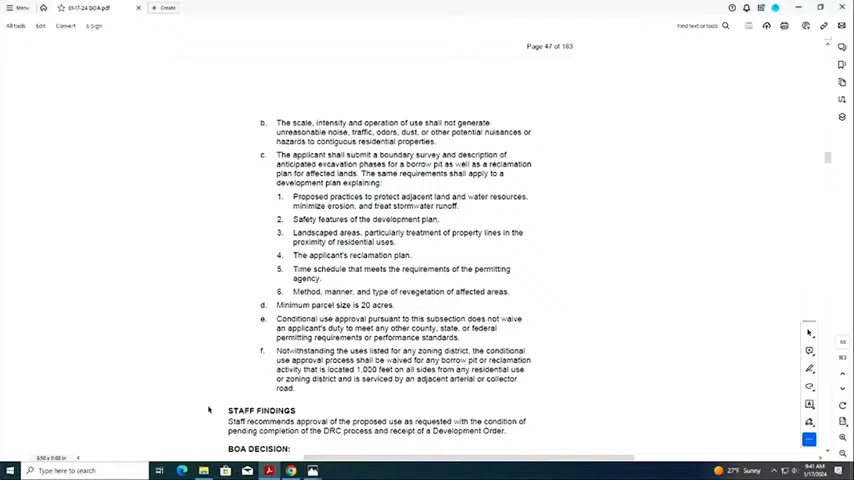 Menu
01-17-24 BOA.pdf
Create
All tools
Edit
Convert
E-Sign
Find text or tools
Page 47 of 183
b. The scale, intensity and operation of use shall not generate
unreasonable noise, traffic, odors, dust, or other potential nuisances or
hazards to contiguous residential properties.
c. The applicant shall submit a boundary survey and description of
anticipated excavation phases for a borrow pit as well as a reclamation
plan for affected lands. The same requirements shall apply to a
development plan explaining:
1. Proposed practices to protect adjacent land and water resources,
minimize erosion, and treat stormwater runoff.
2. Safety features of the development plan.
3. Landscaped areas, particularly treatment of property lines in the
proximity of residential uses.
4. The applicant's reclamation plan.
5. Time schedule that meets the requirements of the permitting
agency.
6. Method, manner, and type of revegetation of affected areas.
d. Minimum parcel size is 20 acres.
e. Conditional use approval pursuant to this subsection does not waive
an applicant's duty to meet any other county, state, or federal
permitting requirements or performance standards.
f. Notwithstanding the uses listed for any zoning district, the conditional
use approval process shall be waived for any borrow pit or reclamation
activity that is located 1,000 feet on all sides from any residential use
or zoning district and is serviced by an adjacent arterial or collector
road.
STAFF FINDINGS
Staff recommends approval of the proposed use as requested with the condition of
pending completion of the DRC process and receipt of a Development Order.
BOA DECISION:
8.50 x 11.00 in
183
Type here to search
27°F Sunny
9:41 AM
1/17/2024